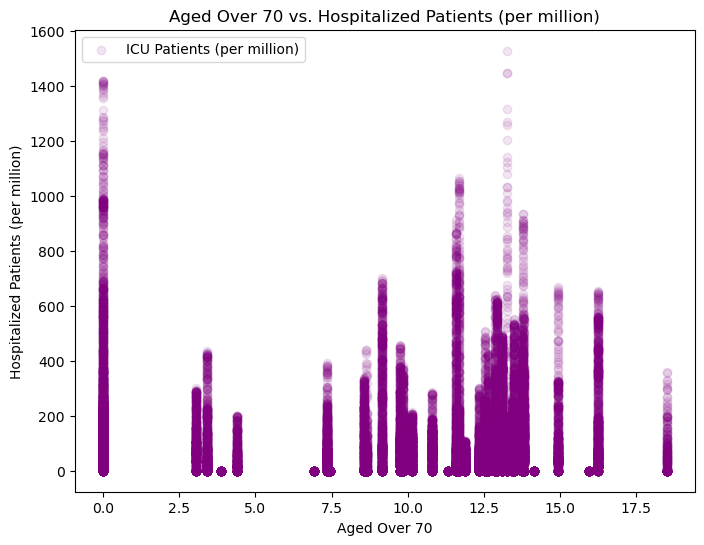 Aged Over 70 vs. Hospitalized Patients (per million)
ICU Patients (per million)
Hospitalized Patients (per million)
1600
1400
1200
1000
800
600
400
200
0
0.0 2.5 5.0 7.5 10.0 12.5 15.0 17.5
Aged Over 70